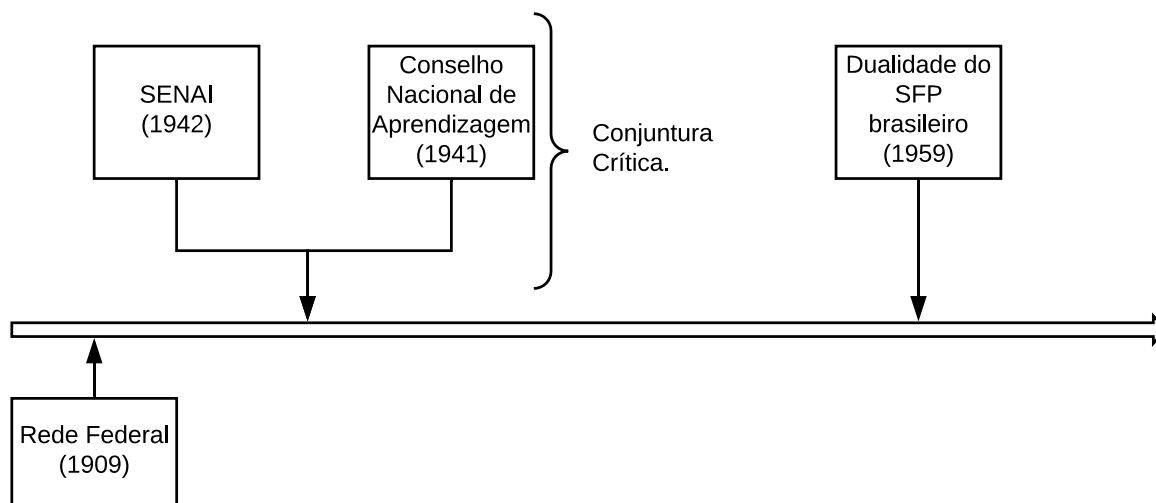 SENAI
(1942)
Conselho
Nacional de
Aprendizagem
(1941)
Conjuntura
Crítica.
Dualidade do
SFP
brasileiro
(1959)
Rede Federal
(1909)